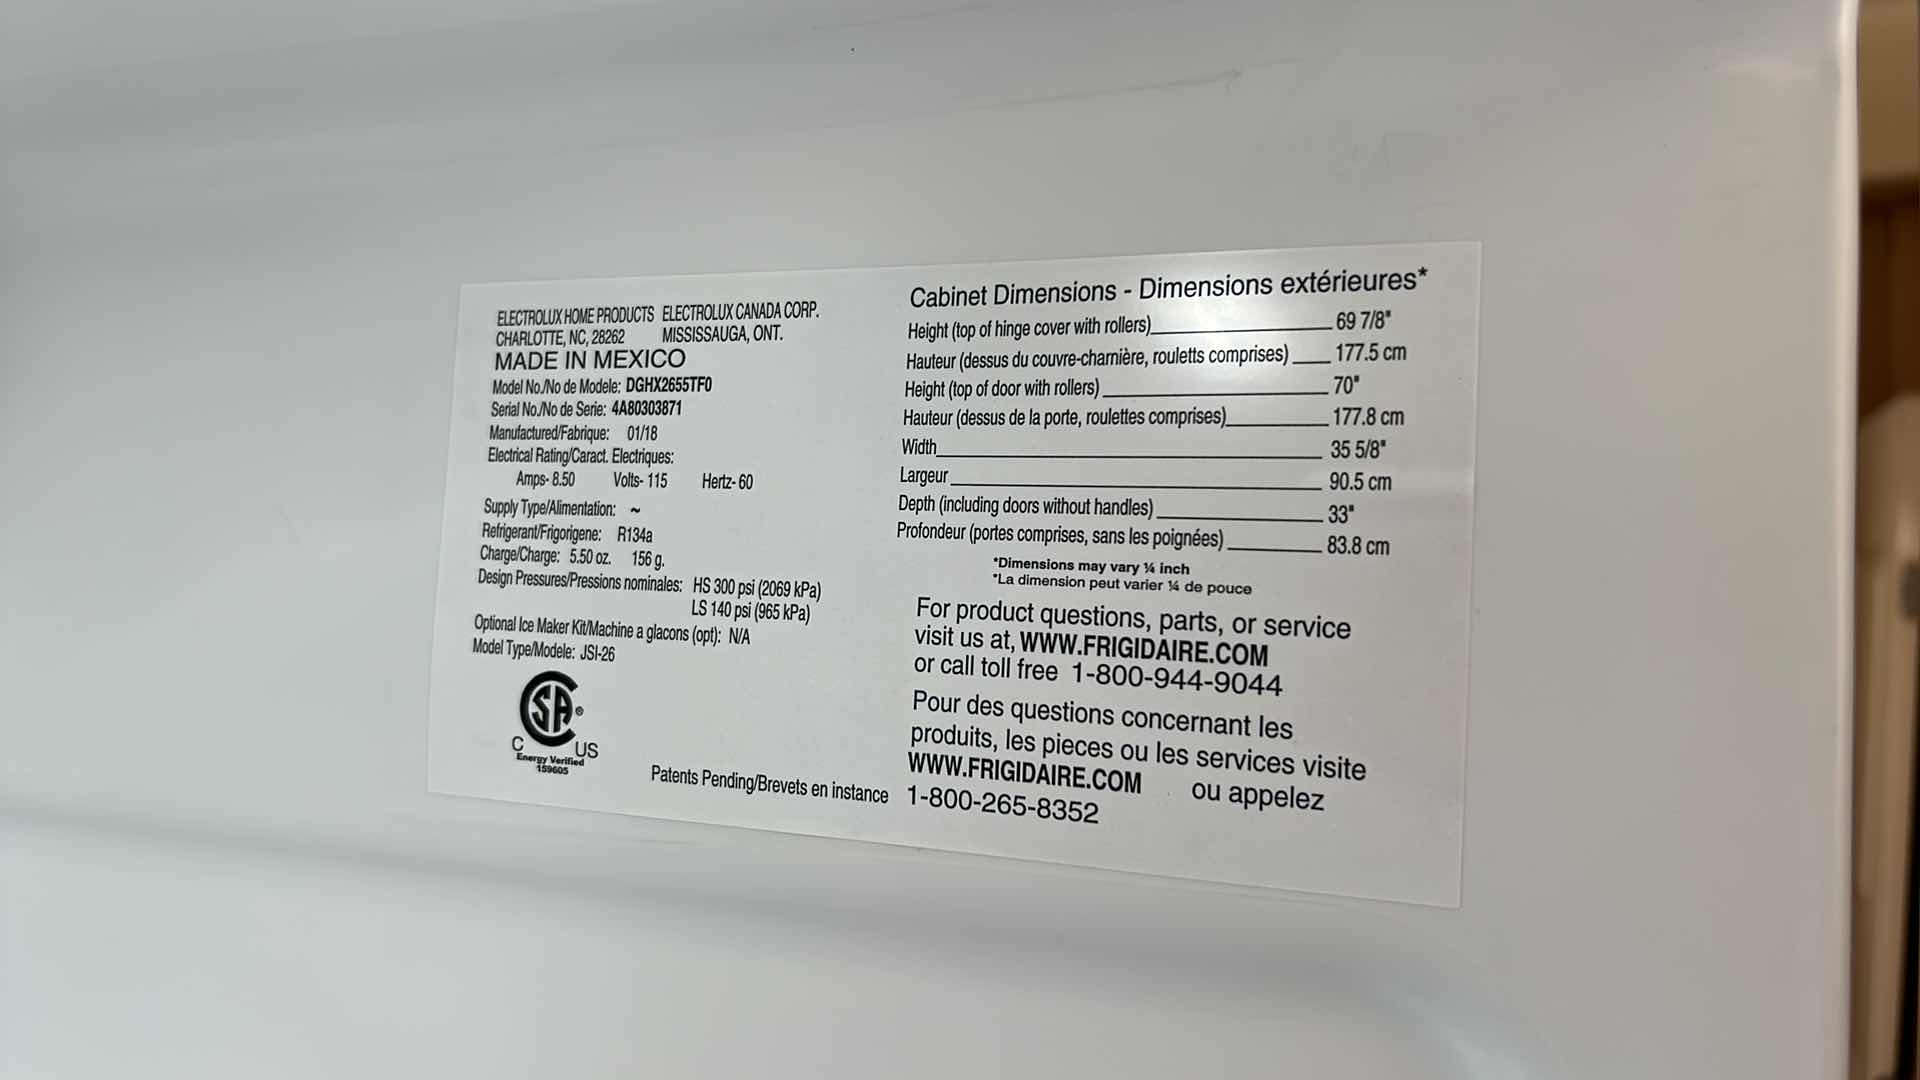 ELECTROLUX HOME PRODUCTS ELECTROLUX CANADA CORP.
CHARLOTTE, NC, 28262 MISSISSAUGA, ONT.
MADE IN MEXICO
Model No./No de Modele: DGHX2655TF0
Serial No./No de Serie: 4A80303871
Manufactured/Fabrique: 01/18
Electrical Rating/Caract. Electriques:
Amps- 8.50 Volts- 115 Hertz- 60
Supply Type/Alimentation: ~
Refrigerant/Frigorigene: R134a
Charge/Charge: 5.50 oz. 156 g.
Design Pressures/Pressions nominales: HS 300 psi (2069 kPa)
LS 140 psi (965 kPa)
Optional Ice Maker Kit/Machine a glacons (opt): N/A
Model Type/Modele: JSI-26
CSA®
C US
Energy Verified
159605
Patents Pending/Brevets en instance
Cabinet Dimensions - Dimensions extérieures*
Height (top of hinge cover with rollers) 69 7/8"
Hauteur (dessus du couvre-charnière, rouletts comprises) 177.5 cm
Height (top of door with rollers) 70"
Hauteur (dessus de la porte, roulettes comprises) 177.8 cm
Width 35 5/8"
Largeur 90.5 cm
Depth (including doors without handles) 33"
Profondeur (portes comprises, sans les poignées) 83.8 cm
*Dimensions may vary ¼ inch
*La dimension peut varier ¼ de pouce
For product questions, parts, or service
visit us at, WWW.FRIGIDAIRE.COM
or call toll free 1-800-944-9044
Pour des questions concernant les
produits, les pieces ou les services visite
WWW.FRIGIDAIRE.COM ou appelez
1-800-265-8352